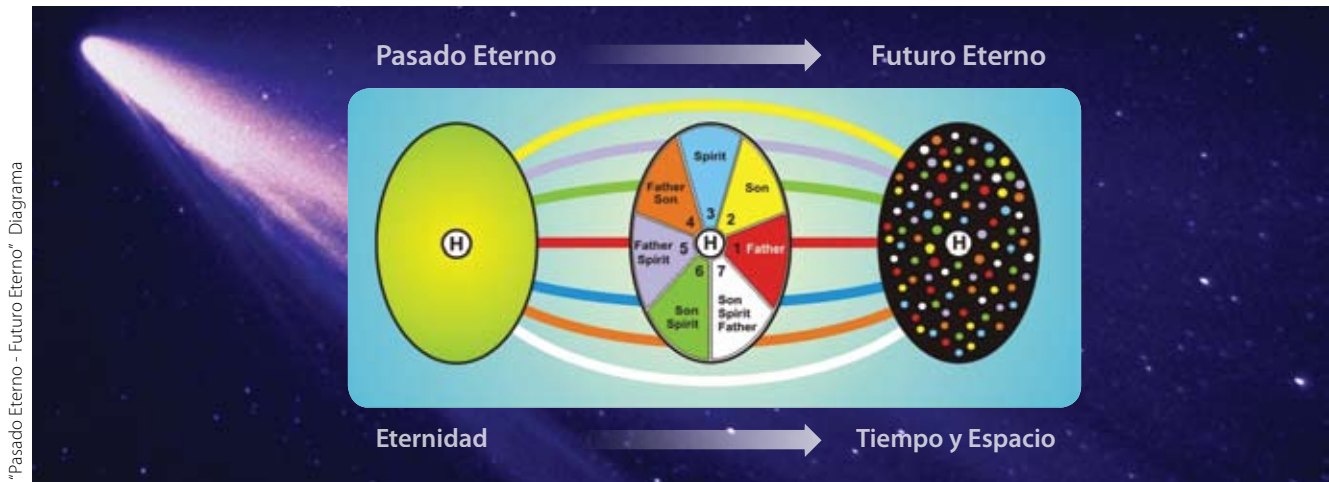 Pasado Eterno
Futuro Eterno
H
Spirit
3
Son
2
Father
Son
4
H
1 Father
Father
Spirit
5
Son
Spirit
6
7
Son
Spirit
Father
H
Eternidad
Tiempo y Espacio
"Pasado Eterno - Futuro Eterno" Diagrama